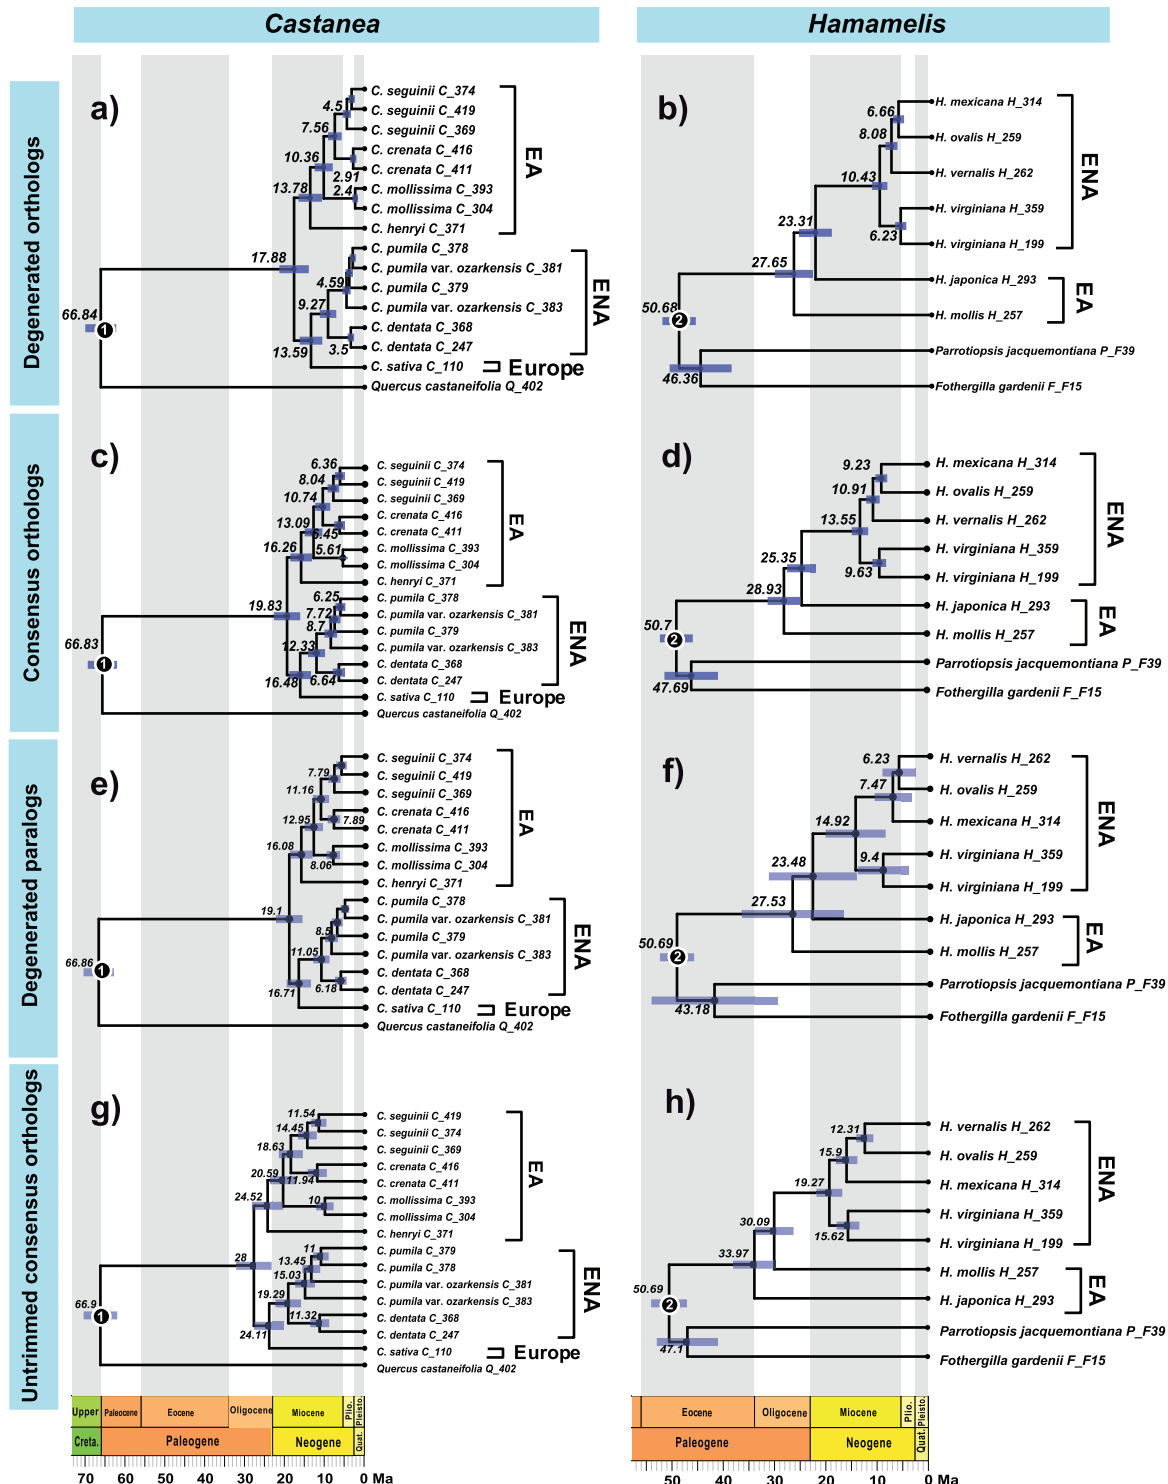 Castanea
Hamamelis
Degenerated orthologs
a)
C. seguinii C_374
C. seguinii C_419
C. seguinii C_369
C. crenata C_416
C. crenata C_411
C. mollissima C_393
C. mollissima C_304
C. henryi C_371
C. pumila C_378
C. pumila var. ozarkensis C_381
C. pumila C_379
C. pumila var. ozarkensis C_383
C. dentata C_368
C. dentata C_247
C. sativa C_110
Quercus castaneifolia Q_402
EA
ENA
Europe
4.5
7.56
10.36
2.91
2.4
13.78
17.88
4.59
9.27
3.5
13.59
66.84
1
b)
H. mexicana H_314
H. ovalis H_259
H. vernalis H_262
H. virginiana H_359
H. virginiana H_199
H. japonica H_293
H. mollis H_257
Parrotiopsis jacquemontiana P_F39
Fothergilla gardenii F_F15
ENA
EA
6.66
8.08
10.43
6.23
23.31
27.65
50.68
2
46.36
Consensus orthologs
c)
C. seguinii C_374
C. seguinii C_419
C. seguinii C_369
C. crenata C_416
C. crenata C_411
C. mollissima C_393
C. mollissima C_304
C. henryi C_371
C. pumila C_378
C. pumila var. ozarkensis C_381
C. pumila C_379
C. pumila var. ozarkensis C_383
C. dentata C_368
C. dentata C_247
C. sativa C_110
Quercus castaneifolia Q_402
EA
ENA
Europe
6.36
8.04
10.74
13.09
6.45
5.61
16.26
19.83
6.25
7.72
8.7
12.33
6.64
16.48
66.83
1
d)
H. mexicana H_314
H. ovalis H_259
H. vernalis H_262
H. virginiana H_359
H. virginiana H_199
H. japonica H_293
H. mollis H_257
Parrotiopsis jacquemontiana P_F39
Fothergilla gardenii F_F15
ENA
EA
9.23
10.91
13.55
9.63
25.35
28.93
50.7
2
47.69
Degenerated paralogs
e)
C. seguinii C_374
C. seguinii C_419
C. seguinii C_369
C. crenata C_416
C. crenata C_411
C. mollissima C_393
C. mollissima C_304
C. henryi C_371
C. pumila C_378
C. pumila var. ozarkensis C_381
C. pumila C_379
C. pumila var. ozarkensis C_383
C. dentata C_368
C. dentata C_247
C. sativa C_110
Quercus castaneifolia Q_402
EA
ENA
Europe
7.79
11.16
12.95
7.89
16.08
8.06
19.1
8.5
11.05
6.18
16.71
66.86
1
f)
H. vernalis H_262
H. ovalis H_259
H. mexicana H_314
H. virginiana H_359
H. virginiana H_199
H. japonica H_293
H. mollis H_257
Parrotiopsis jacquemontiana P_F39
Fothergilla gardenii F_F15
ENA
EA
6.23
7.47
14.92
9.4
23.48
27.53
50.69
2
43.18
Untrimmed consensus orthologs
g)
C. seguinii C_419
C. seguinii C_374
C. seguinii C_369
C. crenata C_416
C. crenata C_411
C. mollissima C_393
C. mollissima C_304
C. henryi C_371
C. pumila C_379
C. pumila C_378
C. pumila var. ozarkensis C_381
C. pumila var. ozarkensis C_383
C. dentata C_368
C. dentata C_247
C. sativa C_110
Quercus castaneifolia Q_402
EA
ENA
Europe
11.54
14.45
18.63
20.59
11.94
10
24.52
28
11
13.45
15.03
19.29
11.32
24.11
66.9
1
h)
H. vernalis H_262
H. ovalis H_259
H. mexicana H_314
H. virginiana H_359
H. virginiana H_199
H. mollis H_257
H. japonica H_293
Parrotiopsis jacquemontiana P_F39
Fothergilla gardenii F_F15
ENA
EA
12.31
15.9
19.27
15.62
30.09
33.97
50.69
2
47.1
Upper Paleocene Eocene Oligocene Miocene Plio. Pleisto.
Creta. Paleogene Neogene Quat.
70 60 50 40 30 20 10 0 Ma
Eocene Oligocene Miocene Plio. Pleisto.
Paleogene Neogene Quat.
50 40 30 20 10 0 Ma